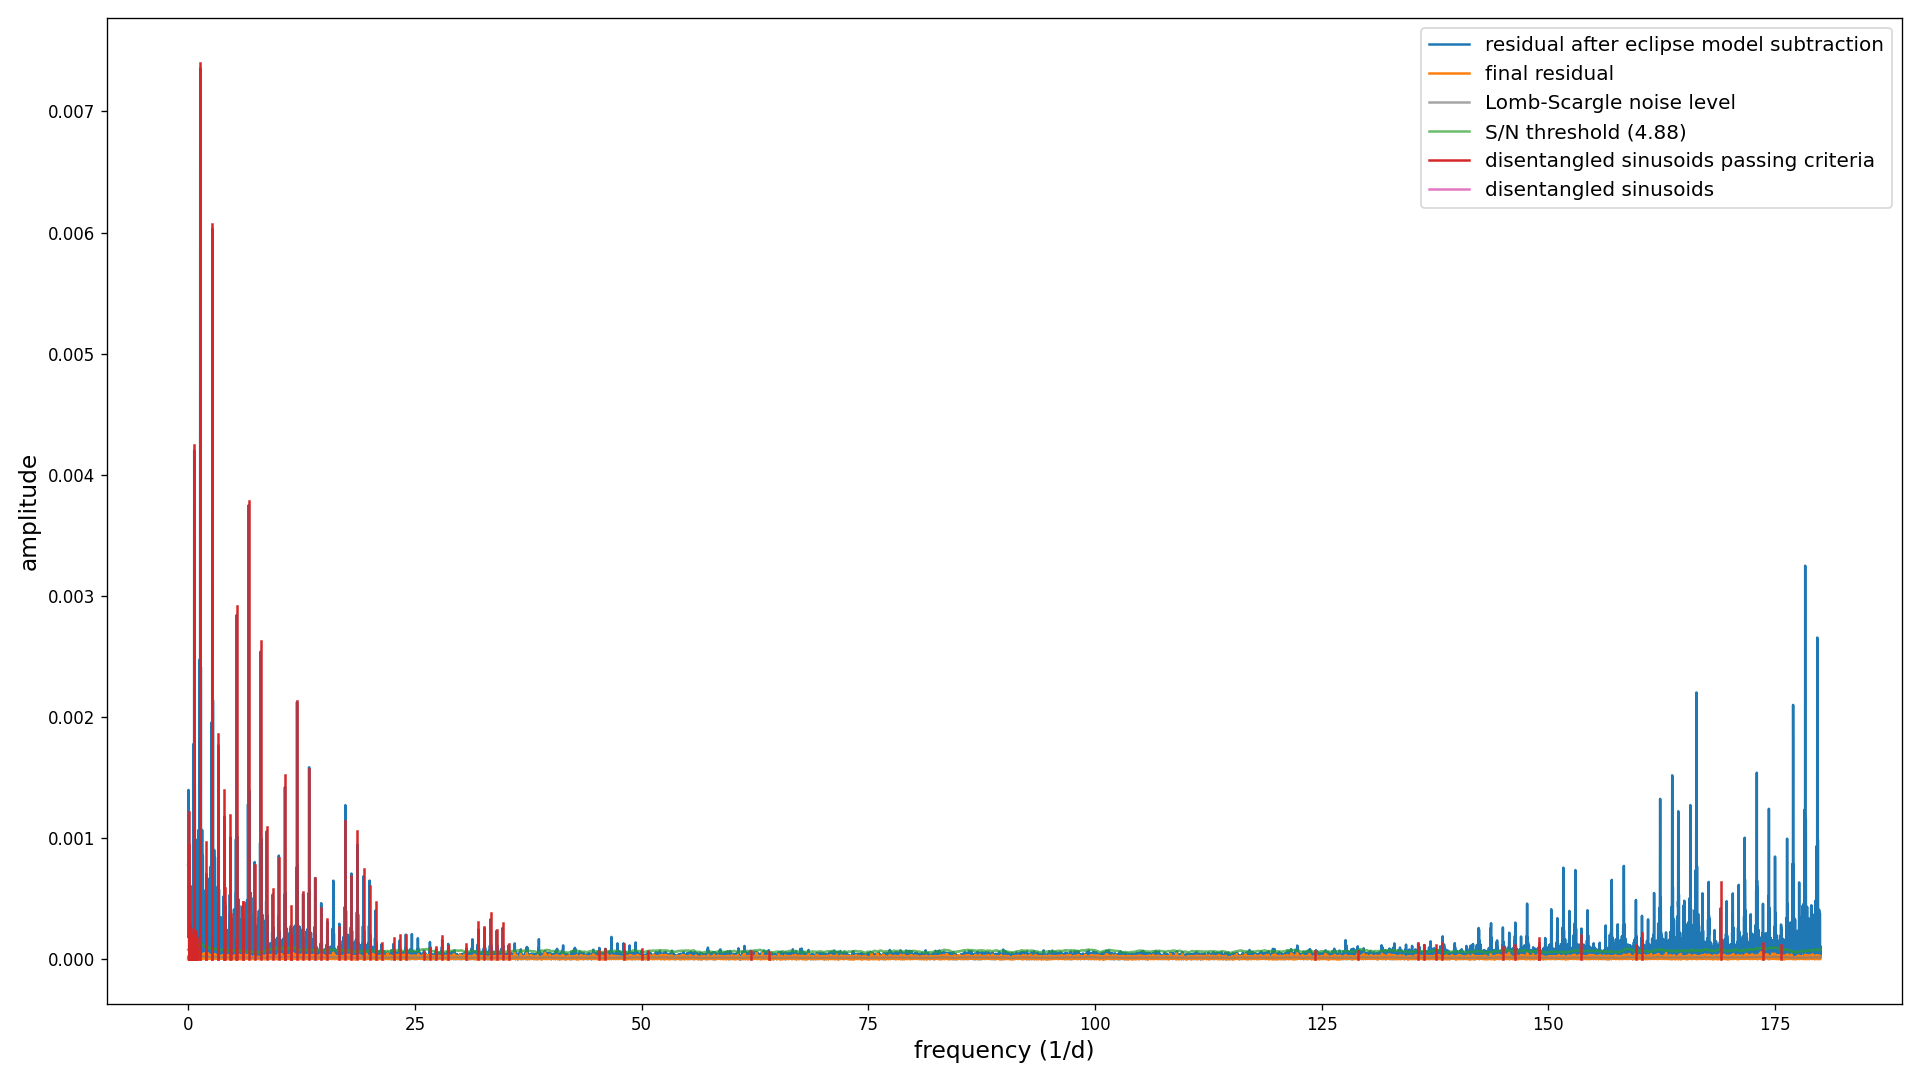 residual after eclipse model subtraction
final residual
Lomb-Scargle noise level
S/N threshold (4.88)
disentangled sinusoids passing criteria
disentangled sinusoids
0.007
0.006
0.005
0.004
0.003
0.002
0.001
0.000
amplitude
0 25 50 75 100 125 150 175
frequency (1/d)